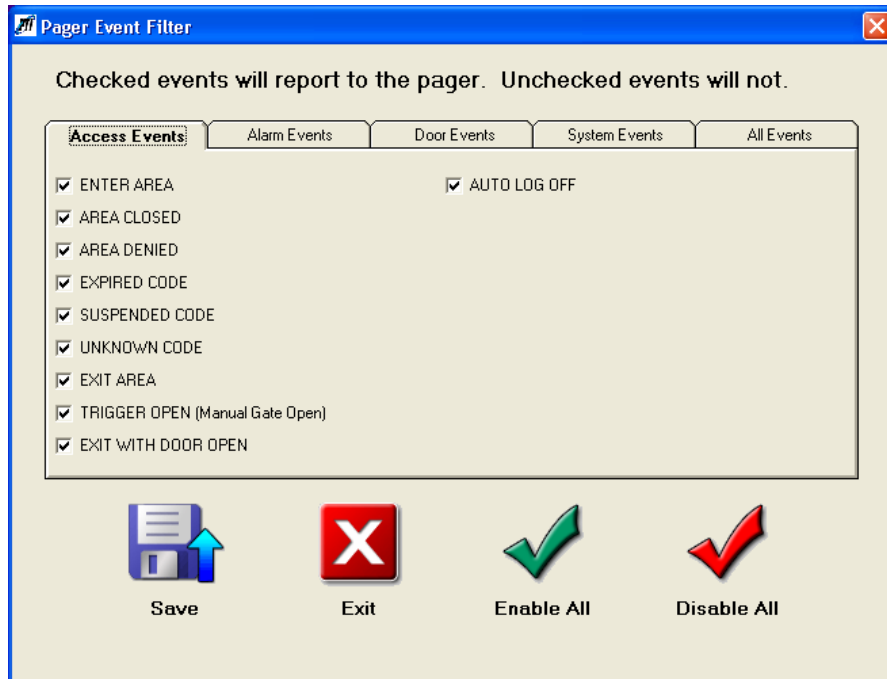 Pager Event Filter
Checked events will report to the pager. Unchecked events will not.
Access Events
Alarm Events
Door Events
System Events
All Events
ENTER AREA
AREA CLOSED
AREA DENIED
EXPIRED CODE
SUSPENDED CODE
UNKNOWN CODE
EXIT AREA
TRIGGER OPEN (Manual Gate Open)
EXIT WITH DOOR OPEN
AUTO LOG OFF
Save
Exit
Enable All
Disable All